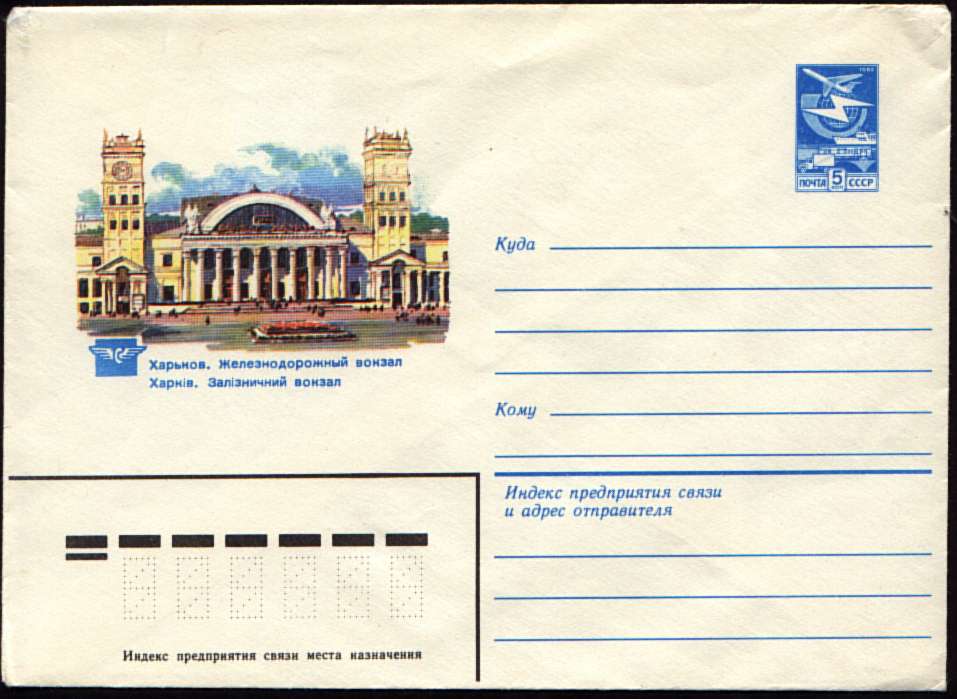 ПОЧТА 5 СССР
Харьков. Железнодорожный вокзал
Харків. Залізничний вокзал
Куда
Кому
Индекс предприятия связи
и адрес отправителя
Индекс предприятия связи места назначения